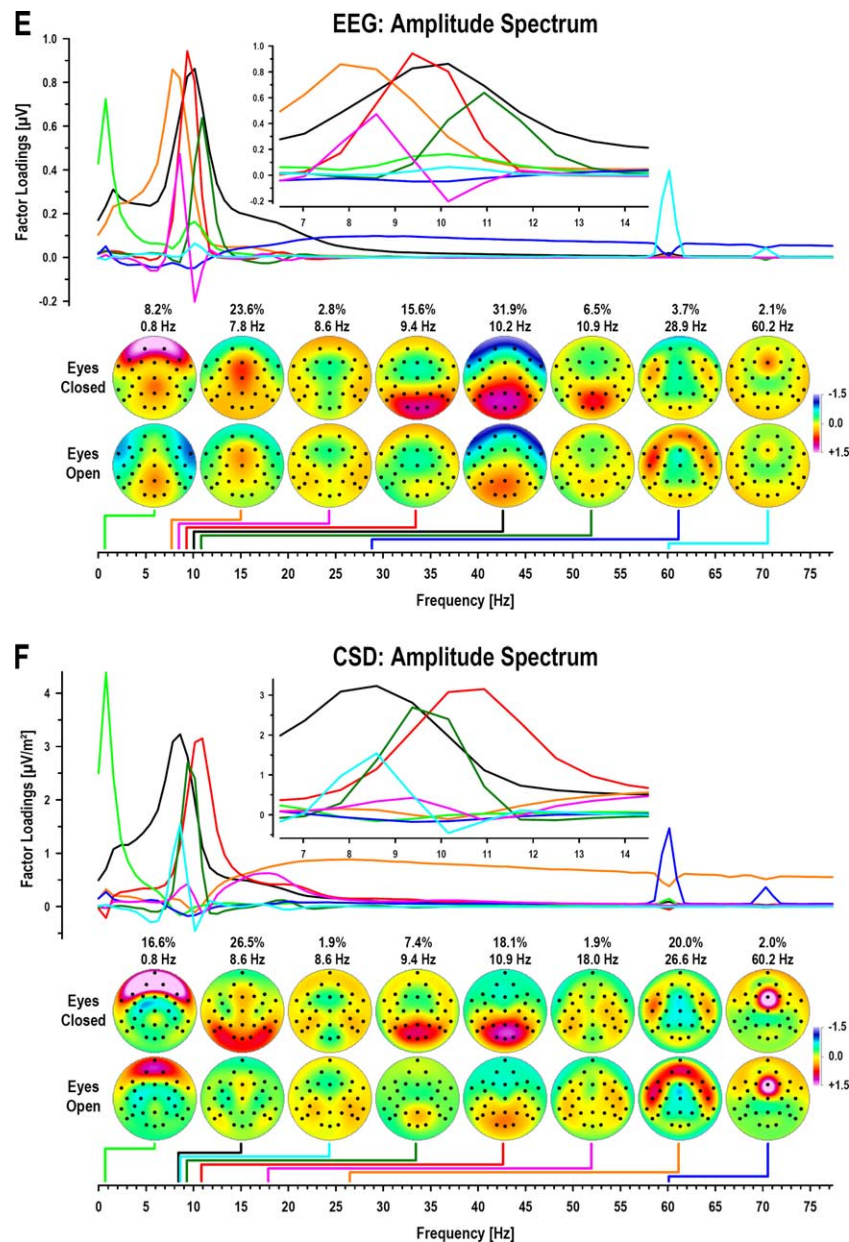 E
EEG: Amplitude Spectrum
Factor Loadings [µV]
1.0
0.8
0.6
0.4
0.2
0.0
-0.2
1.0
0.8
0.6
0.4
0.2
0.0
-0.2
7 8 9 10 11 12 13 14
8.2% 23.6% 2.8% 15.6% 31.9% 6.5% 3.7% 2.1%
0.8 Hz 7.8 Hz 8.6 Hz 9.4 Hz 10.2 Hz 10.9 Hz 28.9 Hz 60.2 Hz
Eyes
Closed
Eyes
Open
-1.5
0.0
+1.5
0 5 10 15 20 25 30 35 40 45 50 55 60 65 70 75
Frequency [Hz]
F
CSD: Amplitude Spectrum
Factor Loadings [µV/m²]
4
3
2
1
0
3
2
1
0
7 8 9 10 11 12 13 14
16.6% 26.5% 1.9% 7.4% 18.1% 1.9% 20.0% 2.0%
0.8 Hz 8.6 Hz 8.6 Hz 9.4 Hz 10.9 Hz 18.0 Hz 26.6 Hz 60.2 Hz
Eyes
Closed
Eyes
Open
-1.5
0.0
+1.5
0 5 10 15 20 25 30 35 40 45 50 55 60 65 70 75
Frequency [Hz]